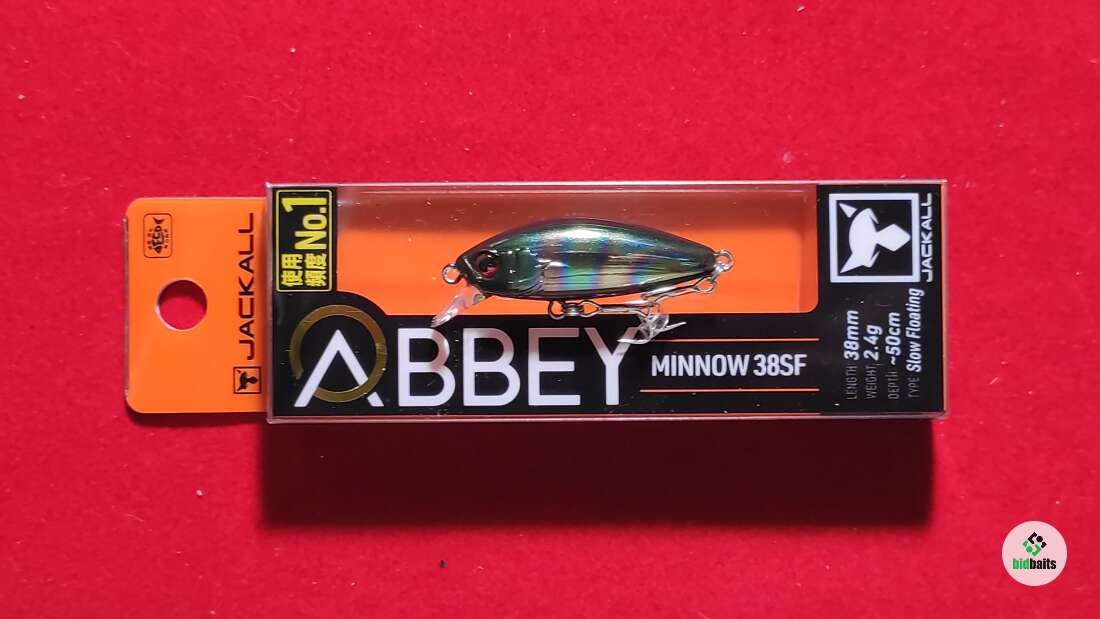 JACKALL
使用
頻度
No.1
ABBEY
MINNOW 38SF
JACKALL
LENGTH 38mm
WEIGHT 2.4g
DEPTH ~50cm
TYPE Slow Floating
bidbaits